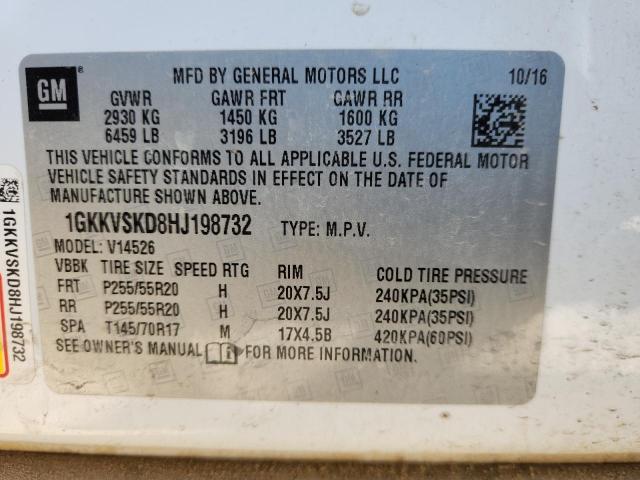 GM
®
MFD BY GENERAL MOTORS LLC 10/16
GVWR GAWR FRT GAWR RR
2930 KG 1450 KG 1600 KG
6459 LB 3196 LB 3527 LB
THIS VEHICLE CONFORMS TO ALL APPLICABLE U.S. FEDERAL MOTOR
VEHICLE SAFETY STANDARDS IN EFFECT ON THE DATE OF
MANUFACTURE SHOWN ABOVE.
1GKKVSKD8HJ198732 TYPE: M.P.V.
MODEL: V14526
VBBK TIRE SIZE SPEED RTG RIM COLD TIRE PRESSURE
FRT P255/55R20 H 20X7.5J 240KPA(35PSI)
RR P255/55R20 H 20X7.5J 240KPA(35PSI)
SPA T145/70R17 M 17X4.5B 420KPA(60PSI)
SEE OWNER'S MANUAL FOR MORE INFORMATION.
1GKKVSKD8HJ198732